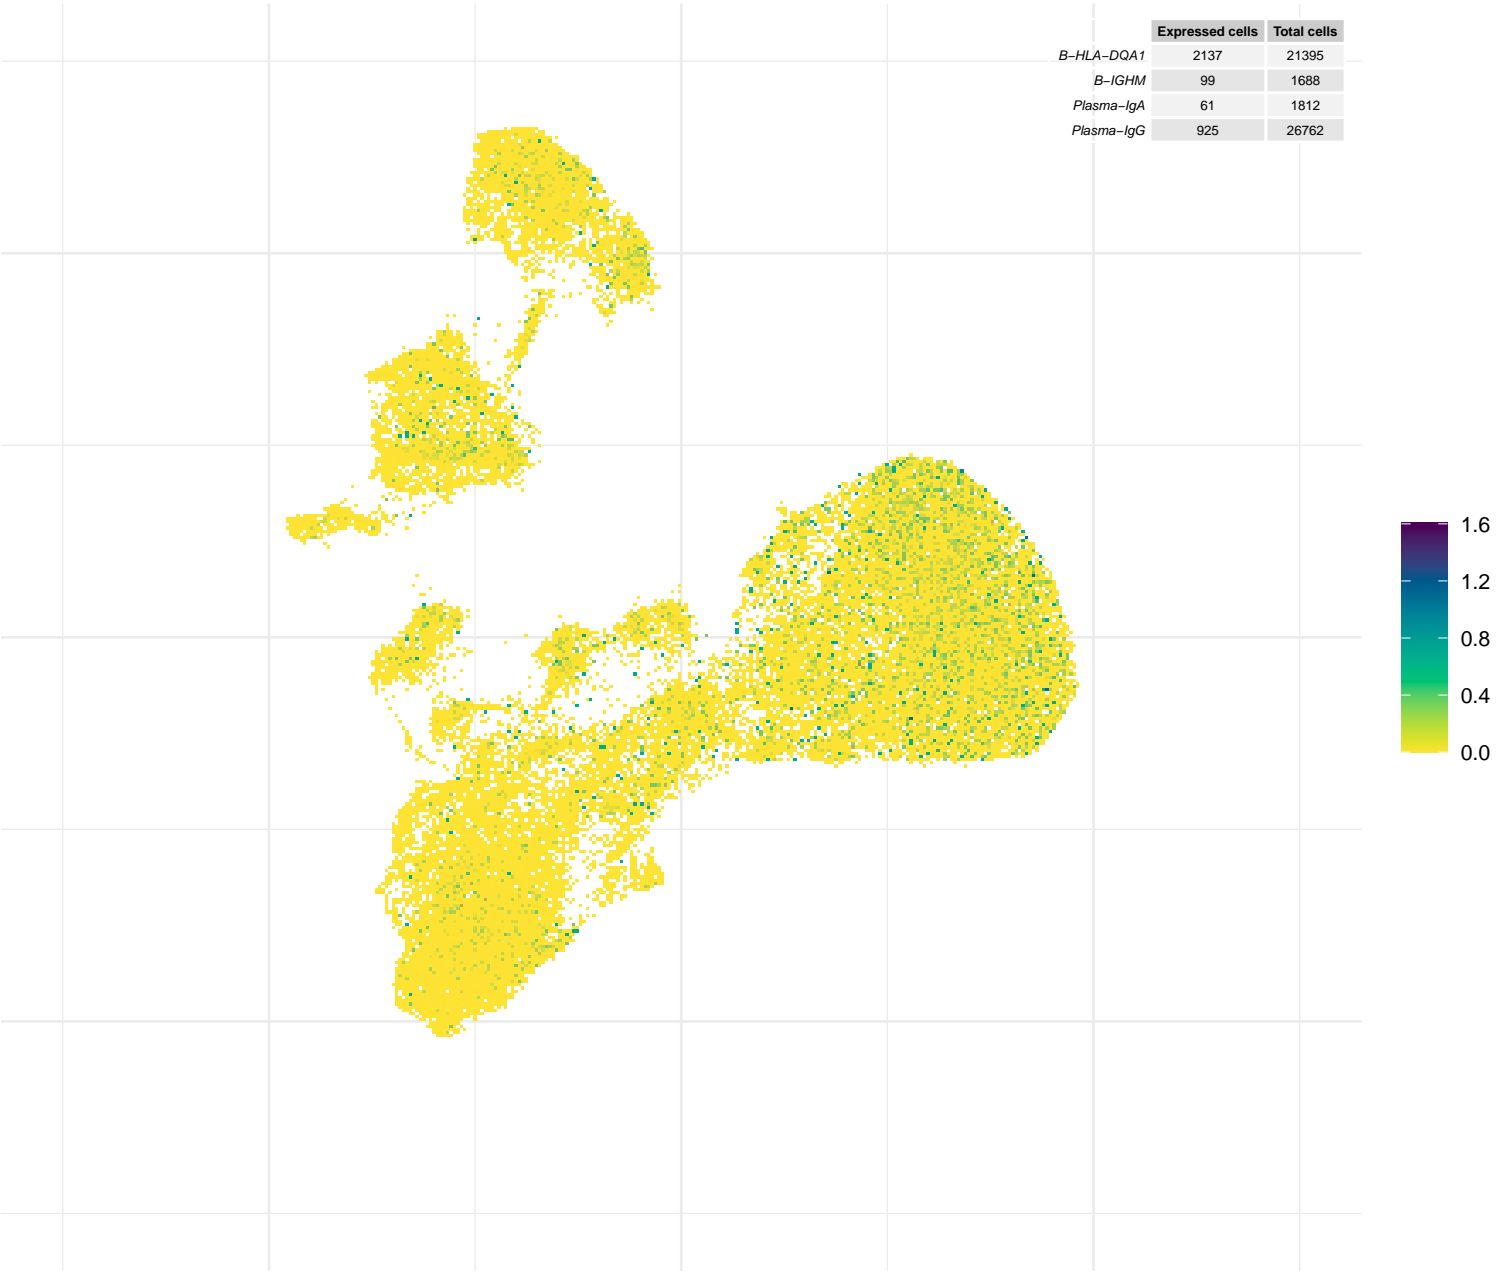 Expressed cells Total cells
B−HLA−DQA1 2137 21395
B−IGHM 99 1688
Plasma−IgA 61 1812
Plasma−IgG 925 26762
1.6
1.2
0.8
0.4
0.0